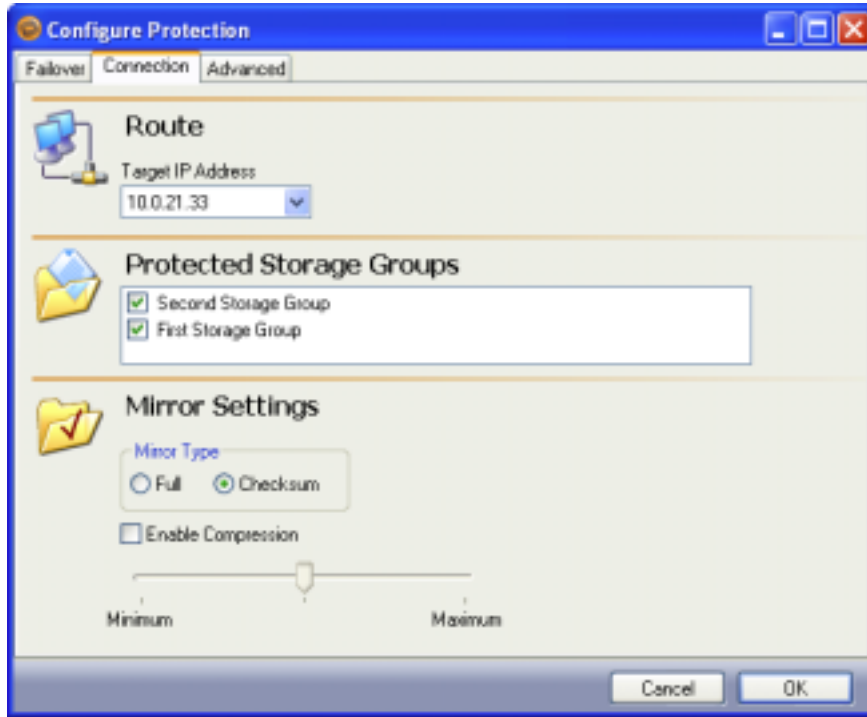 Configure Protection
Failover Connection Advanced
Route
Target IP Address
10.0.21.33
Protected Storage Groups
Second Storage Group
First Storage Group
Mirror Settings
Mirror Type
Full Checksum
Enable Compression
Minimum Maximum
Cancel OK